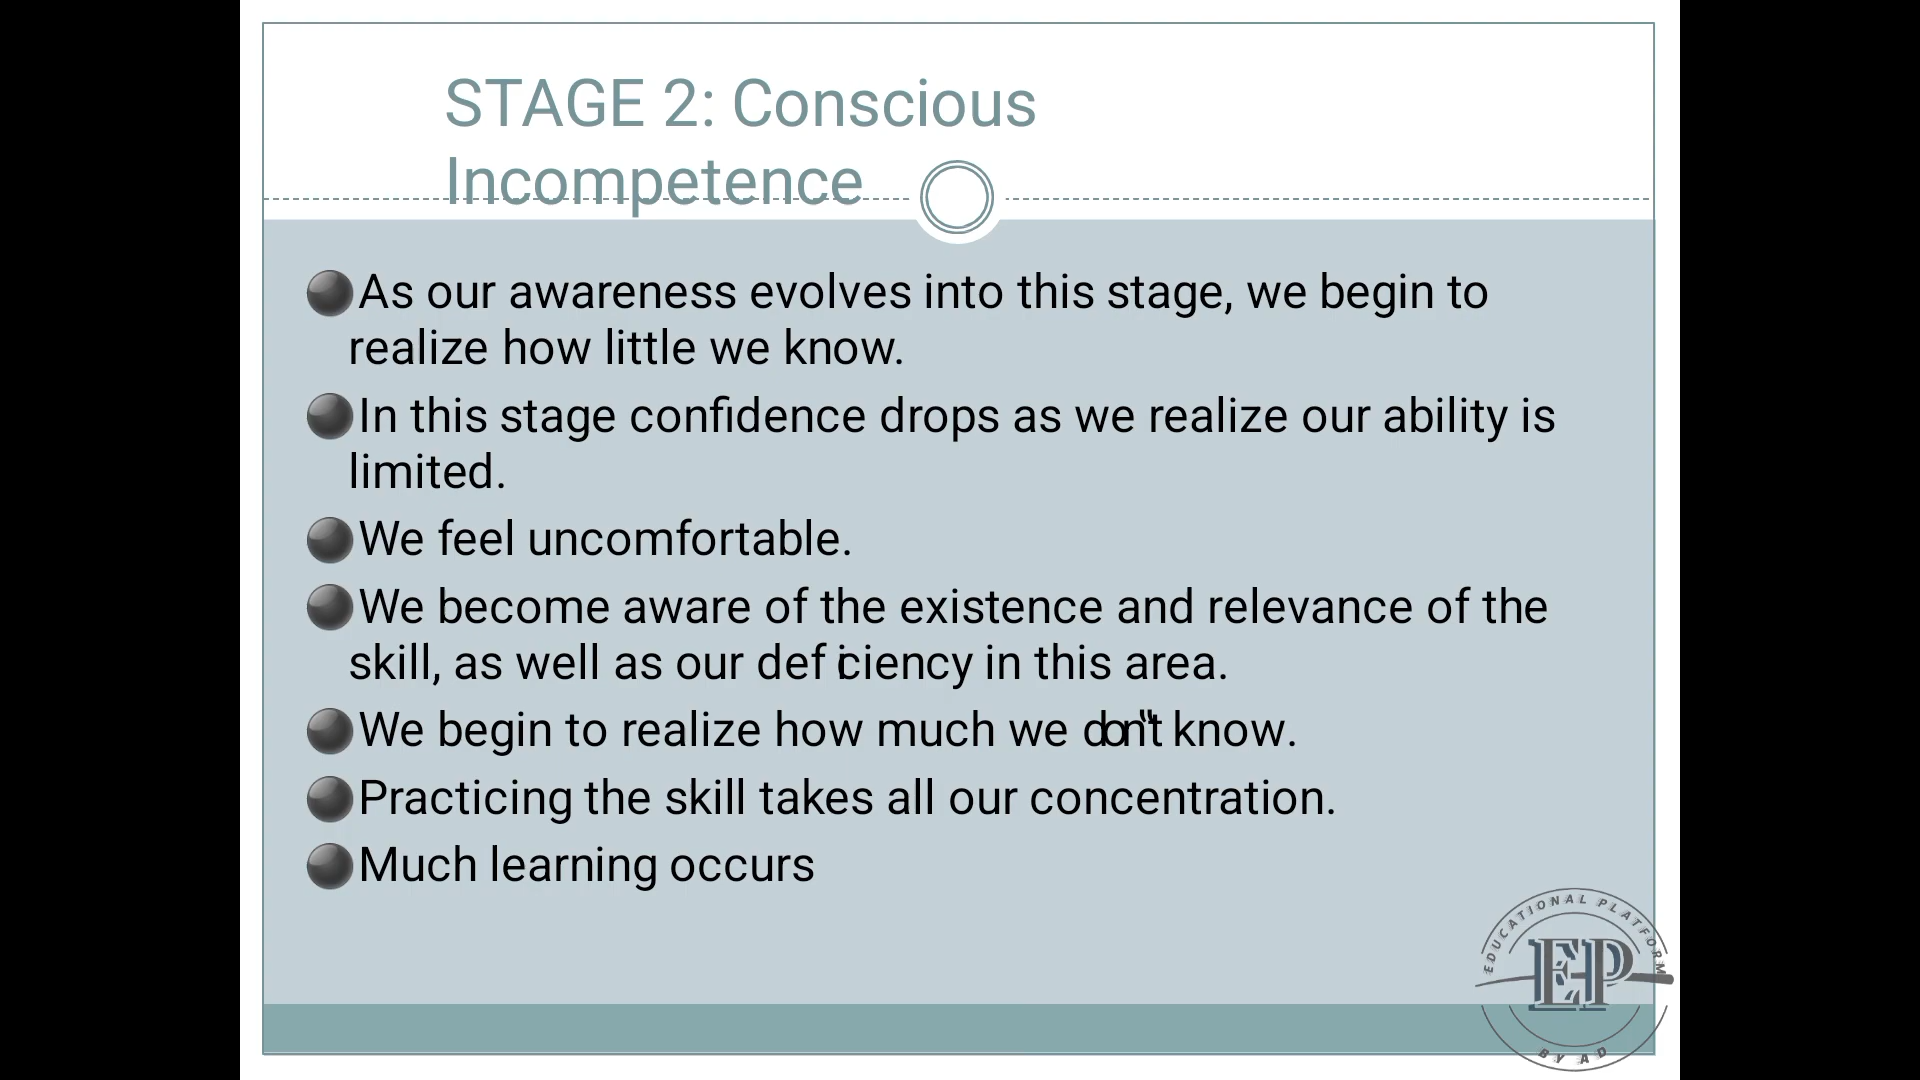 STAGE 2: Conscious
Incompetence
As our awareness evolves into this stage, we begin to
realize how little we know.
In this stage confidence drops as we realize our ability is
limited.
We feel uncomfortable.
We become aware of the existence and relevance of the
skill, as well as our deficiency in this area.
We begin to realize how much we don't know.
Practicing the skill takes all our concentration.
Much learning occurs
EDUCATIONAL PLATFORM
EP
BY AD